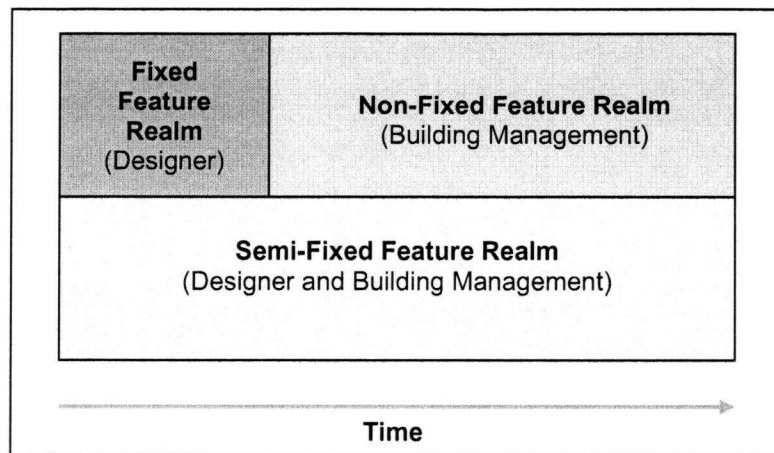 Fixed
Feature
Realm
(Designer)
Non-Fixed Feature Realm
(Building Management)
Semi-Fixed Feature Realm
(Designer and Building Management)
Time